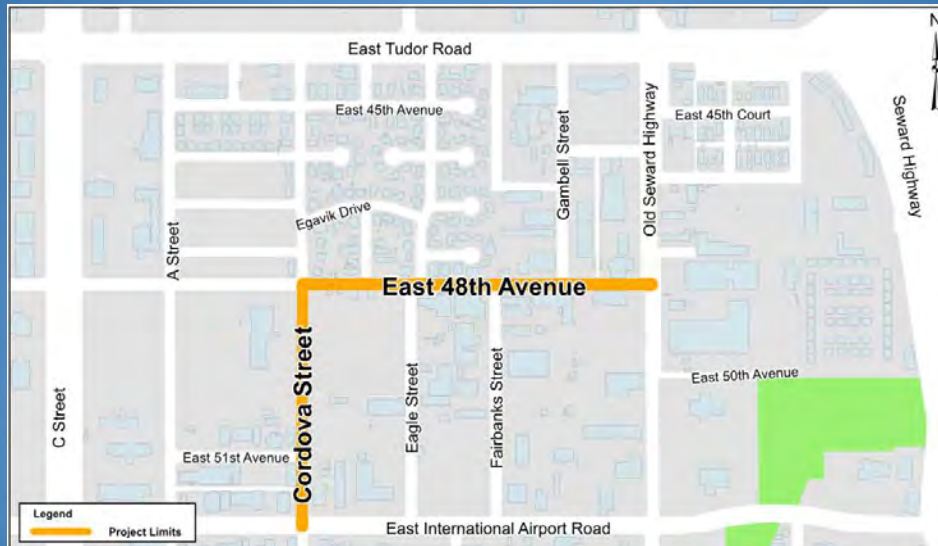 N
East Tudor Road
East 45th Avenue
East 45th Court
Gambell Street
Old Seward Highway
Seward Highway
Egavik Drive
A Street
East 48th Avenue
Cordova Street
C Street
Eagle Street
Fairbanks Street
East 50th Avenue
East 51st Avenue
East International Airport Road
Legend
Project Limits